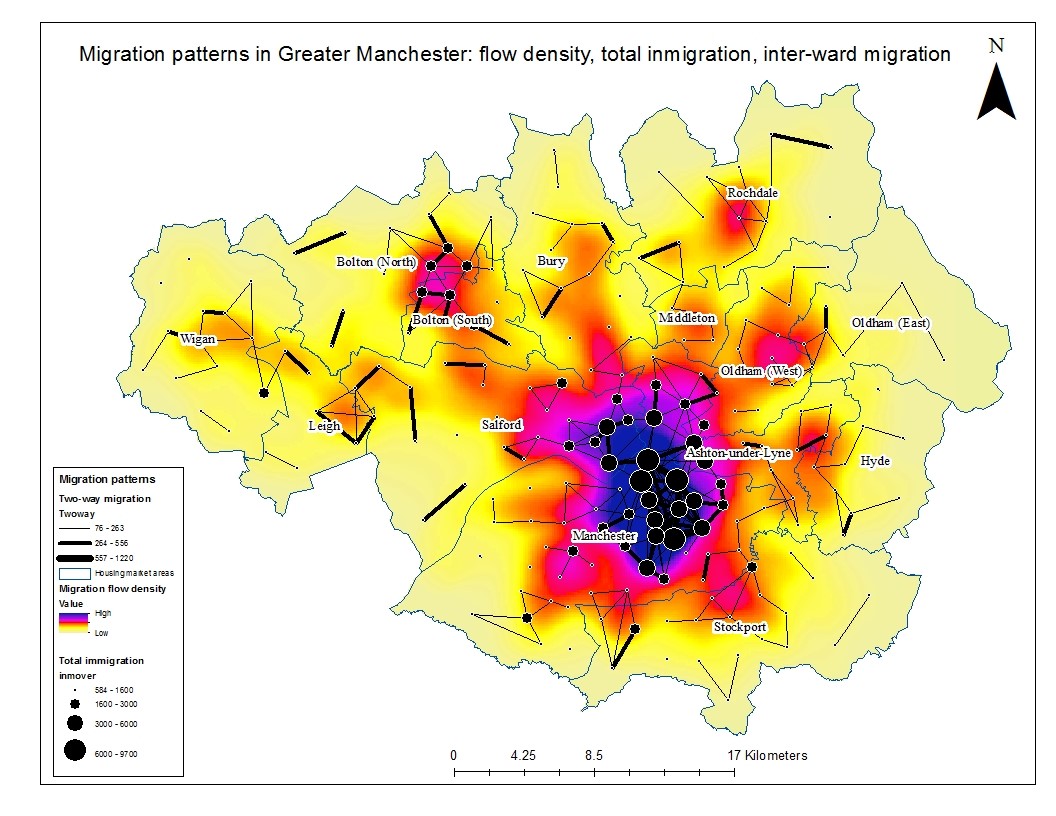 Migration patterns in Greater Manchester: flow density, total inmigration, inter-ward migration
N
Rochdale
Bolton (North)
Bury
Bolton (South)
Middleton
Oldham (East)
Wigan
Oldham (West)
Leigh
Salford
Ashton-under-Lyne
Hyde
Manchester
Stockport
Migration patterns
Two-way migration
Twoway
76 - 263
264 - 556
557 - 1220
Housing market areas
Migration flow density
Value
High
Low
Total immigration
inmover
584 - 1600
1600 - 3000
3000 - 6000
6000 - 9700
0 4.25 8.5 17 Kilometers